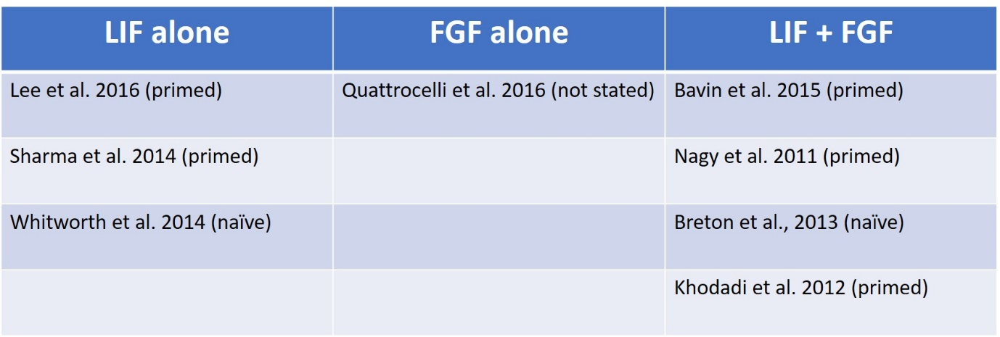 LIF alone FGF alone LIF + FGF
Lee et al. 2016 (primed) Quattrocelli et al. 2016 (not stated) Bavin et al. 2015 (primed)
Sharma et al. 2014 (primed) Nagy et al. 2011 (primed)
Whitworth et al. 2014 (naïve) Breton et al., 2013 (naïve)
Khodadi et al. 2012 (primed)